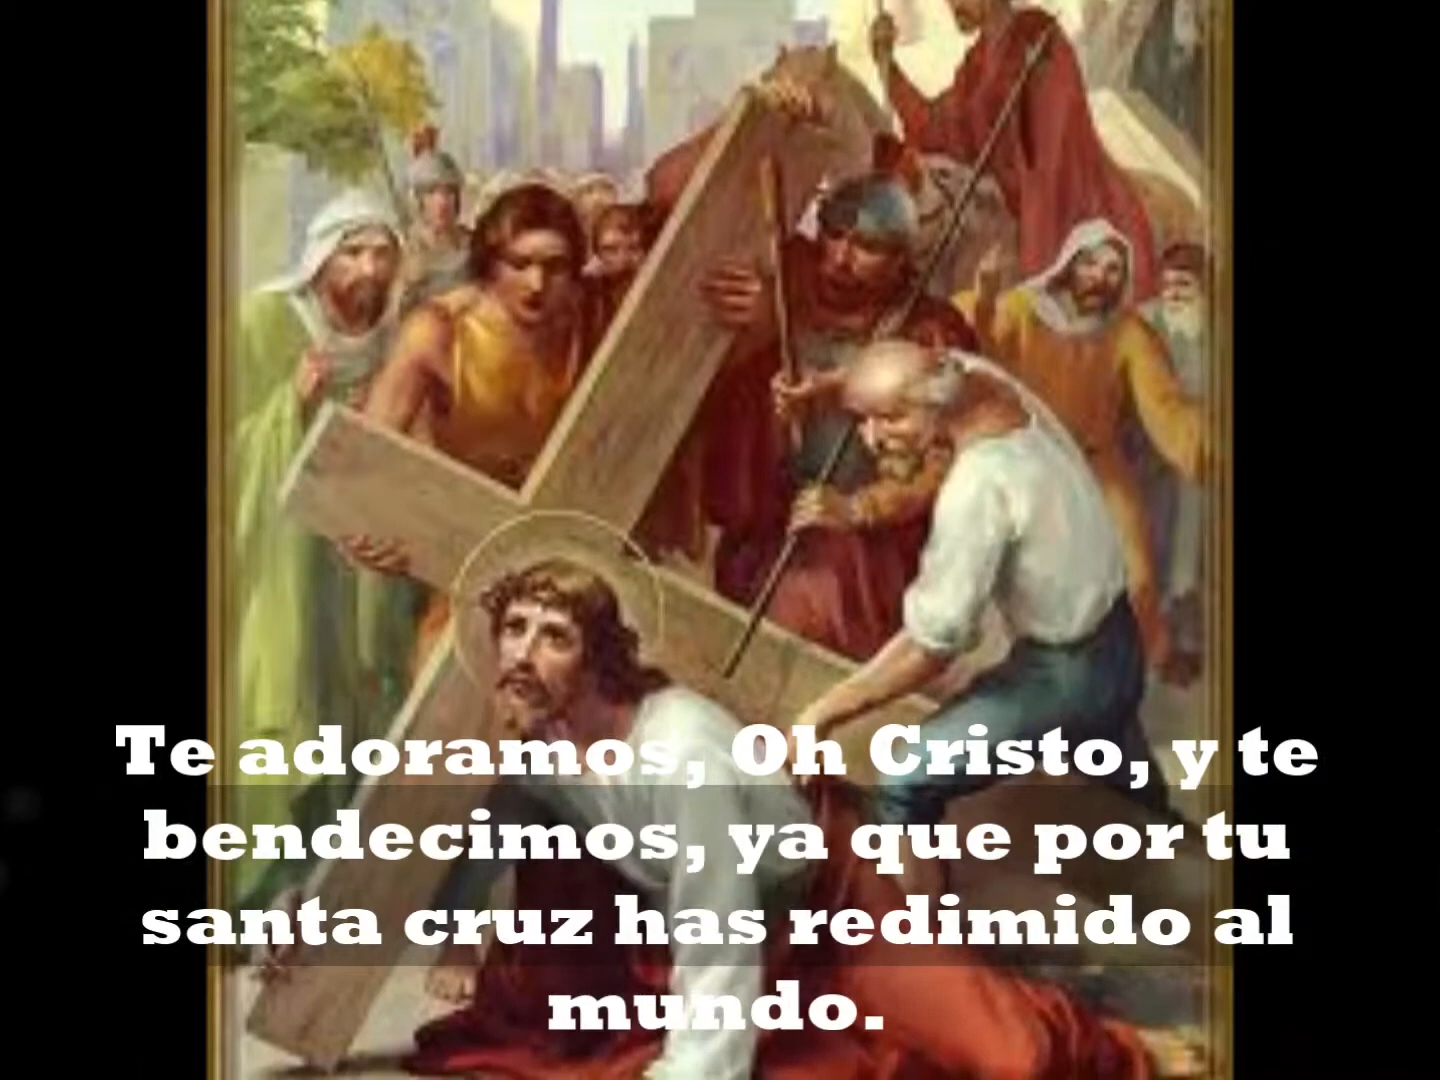 Te adoramos, Oh Cristo, y te
bendecimos, ya que por tu
santa cruz has redimido al
mundo.